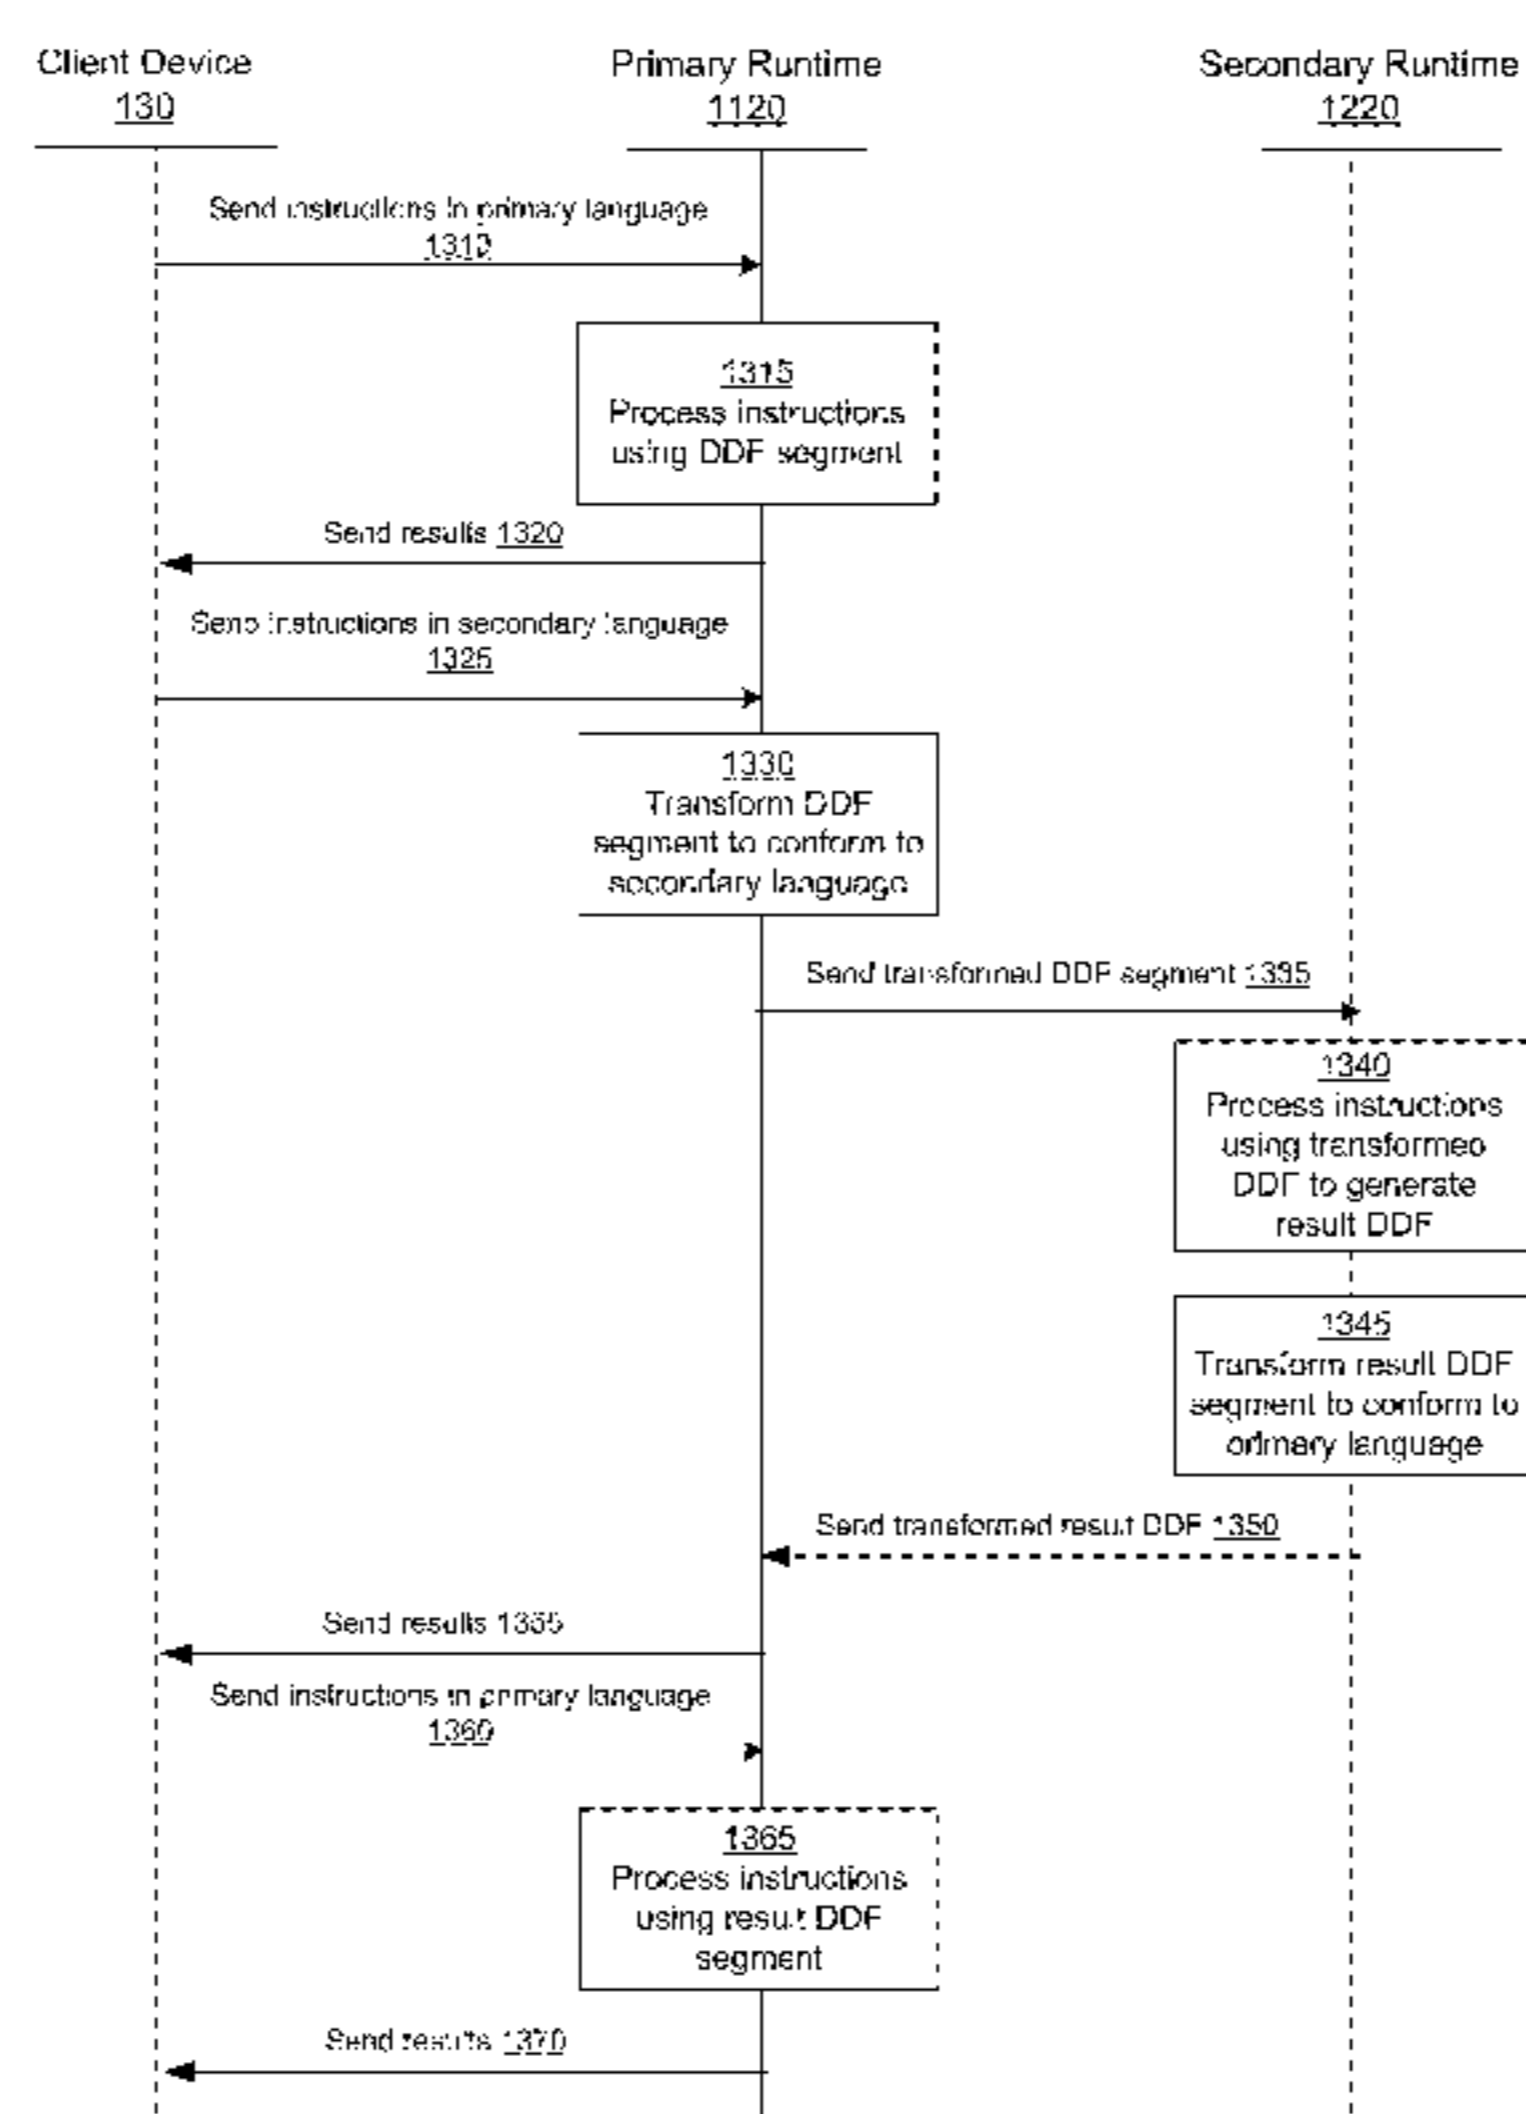 Client Device
130
Primary Runtime
1120
Secondary Runtime
1220
Send instructions in primary language
1310
1315
Process instructions
using DDF segment
Send results 1320
Send instructions in secondary language
1325
1330
Transform DDF
segment to conform to
secondary language
Send transformed DDF segment 1335
1340
Process instructions
using transformed
DDF to generate
result DDF
1345
Transform result DDF
segment to conform to
primary language
Send transformed result DDF 1350
Send results 1355
Send instructions in primary language
1360
1365
Process instructions
using result DDF
segment
Send results 1370